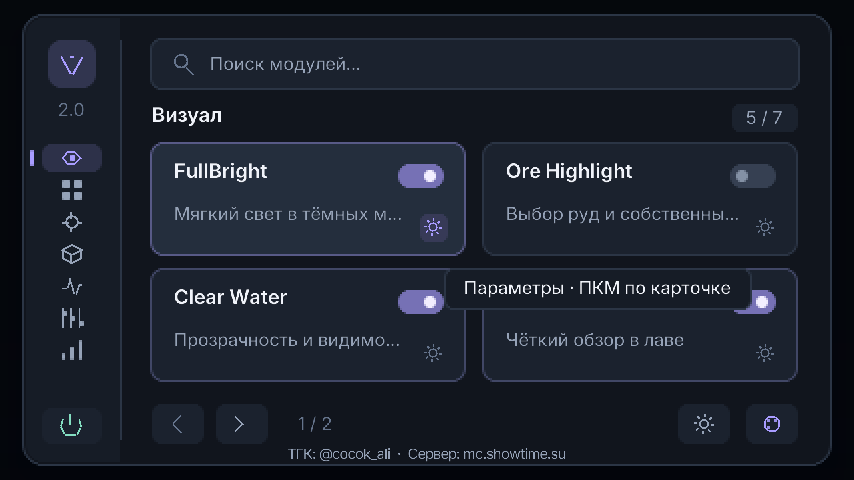 Поиск модулей...
2.0
Визуал
5 / 7
FullBright
Ore Highlight
Мягкий свет в тёмных м...
Выбор руд и собственны...
Clear Water
Параметры · ПКМ по карточке
Прозрачность и видимо...
Чёткий обзор в лаве
1 / 2
ТГК: @cocok_ali · Сервер: mc.showtime.su